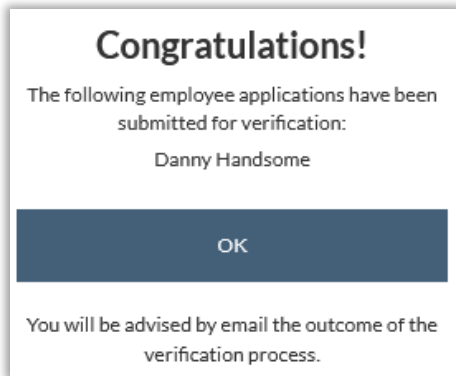 Congratulations!
The following employee applications have been
submitted for verification:
Danny Handsome
OK
You will be advised by email the outcome of the
verification process.